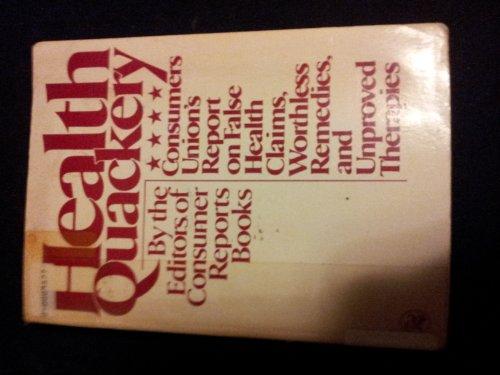 Health
Quackery
★★★★
Consumers
Union's
Report
on False
Health
Claims,
Worthless
Remedies,
and
Unproved
Therapies
By the
Editors of
Consumer
Reports
Books